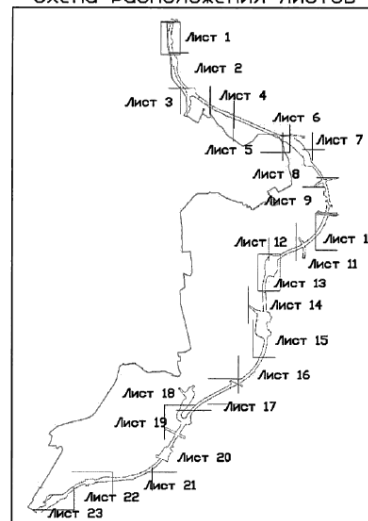 СХЕМА РАСПОЛОЖЕНИЯ ЛИСТОВ
Лист 1
Лист 2
Лист 3
Лист 4
Лист 5
Лист 6
Лист 7
Лист 8
Лист 9
Лист 1
Лист 11
Лист 12
Лист 13
Лист 14
Лист 15
Лист 16
Лист 17
Лист 18
Лист 19
Лист 20
Лист 21
Лист 22
Лист 23